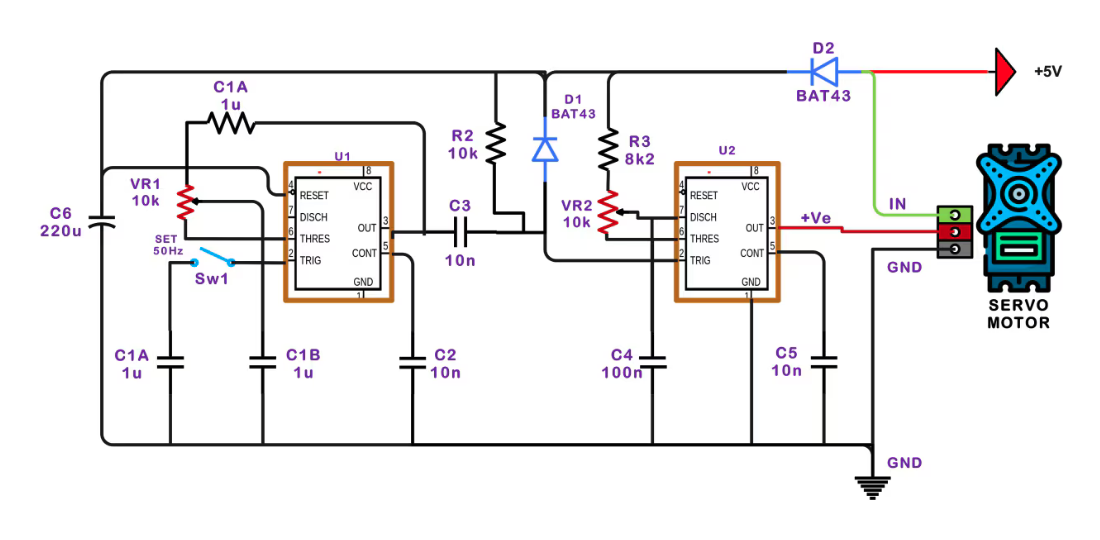 D2
BAT43
+5V
C1A
1u
D1
BAT43
R2
10k
R3
8k2
U1
U2
VR1
10k
4
8
VCC
RESET
7
DISCH
OUT
3
6
THRES
5
CONT
2
TRIG
GND
1
C3
10n
VR2
10k
4
8
VCC
RESET
7
DISCH
OUT
3
6
THRES
5
CONT
2
TRIG
GND
1
+Ve
IN
GND
C6
220u
SET
50Hz
Sw1
SERVO
MOTOR
C1A
1u
C1B
1u
C2
10n
C4
100n
C5
10n
GND